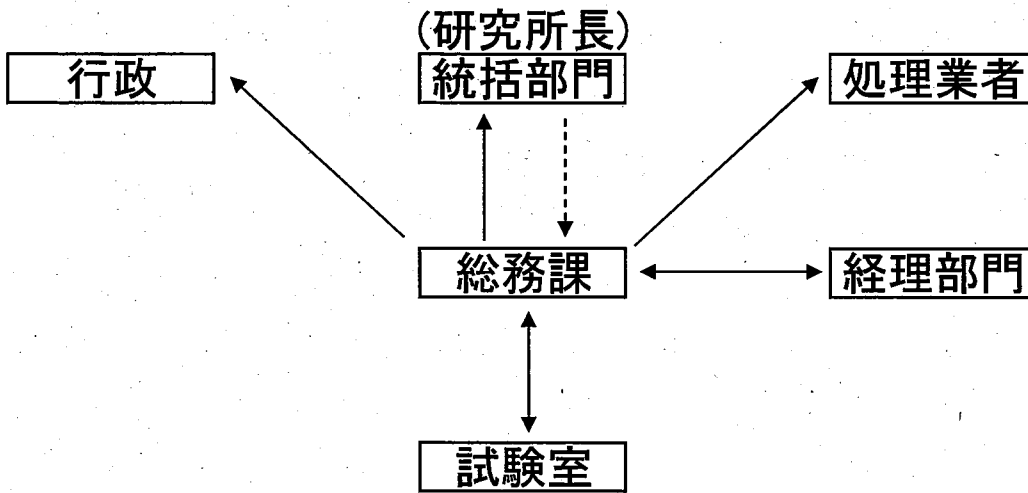 (研究所長)
行政
統括部門
処理業者
総務課
経理部門
試験室